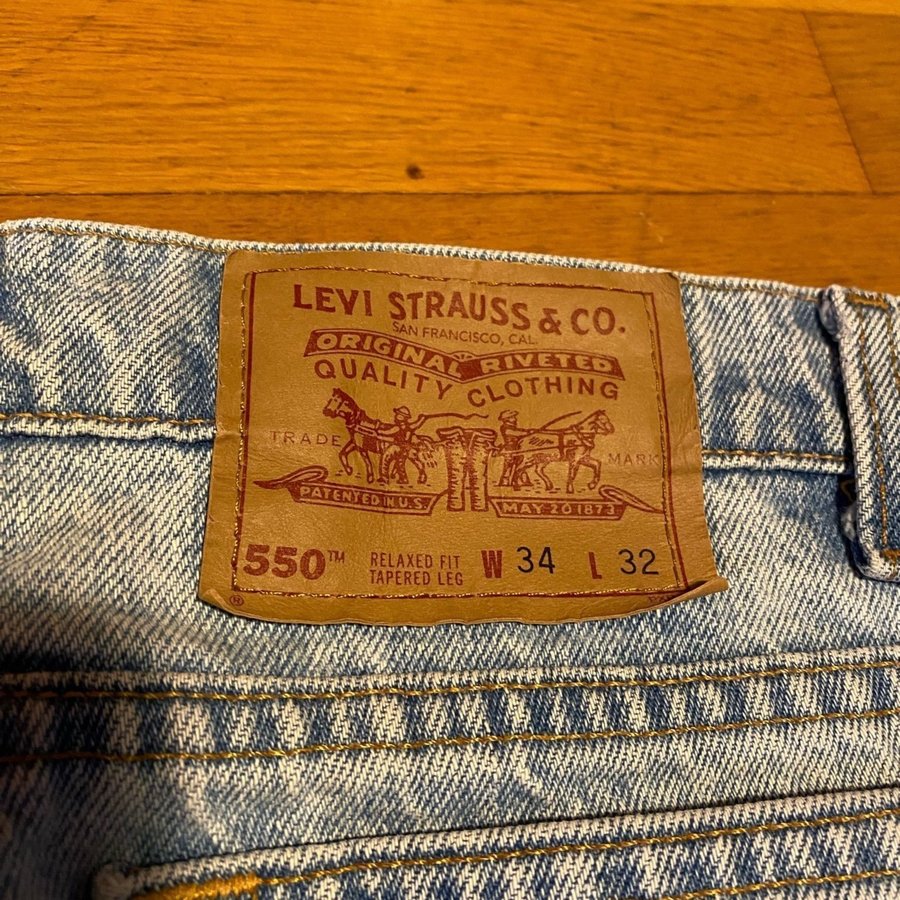 LEVI STRAUSS & CO.
SAN FRANCISCO, CAL.
ORIGINAL RIVETED
QUALITY CLOTHING
TRADE MARK
PATENTED IN U.S. MAY 20 1873
550™ RELAXED FIT W 34 L 32
TAPERED LEG
®